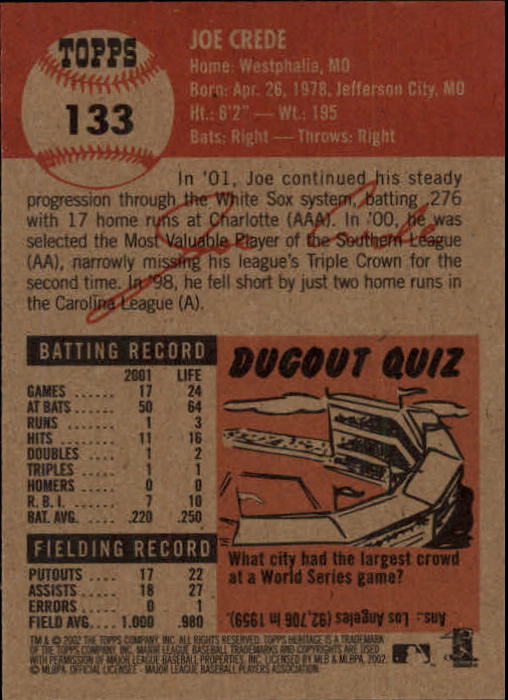 TOPPS
133
JOE CREDE
Home: Westphalia, MO
Born: Apr. 26, 1978, Jefferson City, MO
Ht.: 6'2" — Wt.: 195
Bats: Right — Throws: Right
In '01, Joe continued his steady
progression through the White Sox system, batting .276
with 17 home runs at Charlotte (AAA). In '00, he was
selected the Most Valuable Player of the Southern League
(AA), narrowly missing his league's Triple Crown for the
second time. In '98, he fell short by just two home runs in
the Carolina League (A).
Joe Crede
BATTING RECORD
2001 LIFE
GAMES ...... 17 24
AT BATS ..... 50 64
RUNS ...... 1 3
HITS ....... 11 16
DOUBLES .... 1 2
TRIPLES ..... 1 1
HOMERS .... 0 0
R. B. I. ...... 7 10
BAT. AVG. .... .220 .250
FIELDING RECORD
PUTOUTS .... 17 22
ASSISTS ..... 18 27
ERRORS ..... 0 1
FIELD AVG.... 1.000 .980
DUGOUT QUIZ
What city had the largest crowd
at a World Series game?
Ans.: Los Angeles (92,706 in 1959).
TM & © 2002 THE TOPPS COMPANY, INC. ALL RIGHTS RESERVED. TOPPS HERITAGE IS A TRADEMARK
OF THE TOPPS COMPANY, INC. MAJOR LEAGUE BASEBALL TRADEMARKS AND COPYRIGHTS ARE USED
WITH PERMISSION OF MAJOR LEAGUE BASEBALL PROPERTIES, INC. LICENSED BY MLB & MLBPA, 2002.
© MLBPA. OFFICIAL LICENSEE - MAJOR LEAGUE BASEBALL PLAYERS ASSOCIATION.